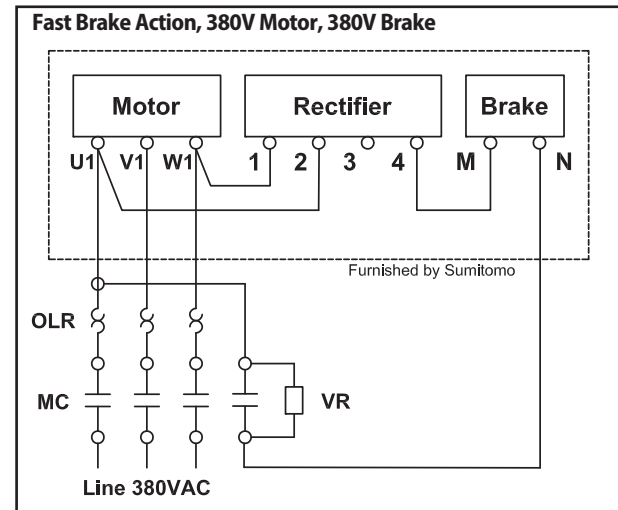 Fast Brake Action, 380V Motor, 380V Brake
Motor Rectifier Brake
U1 V1 W1 1 2 3 4 M N
Furnished by Sumitomo
OLR
MC VR
Line 380VAC